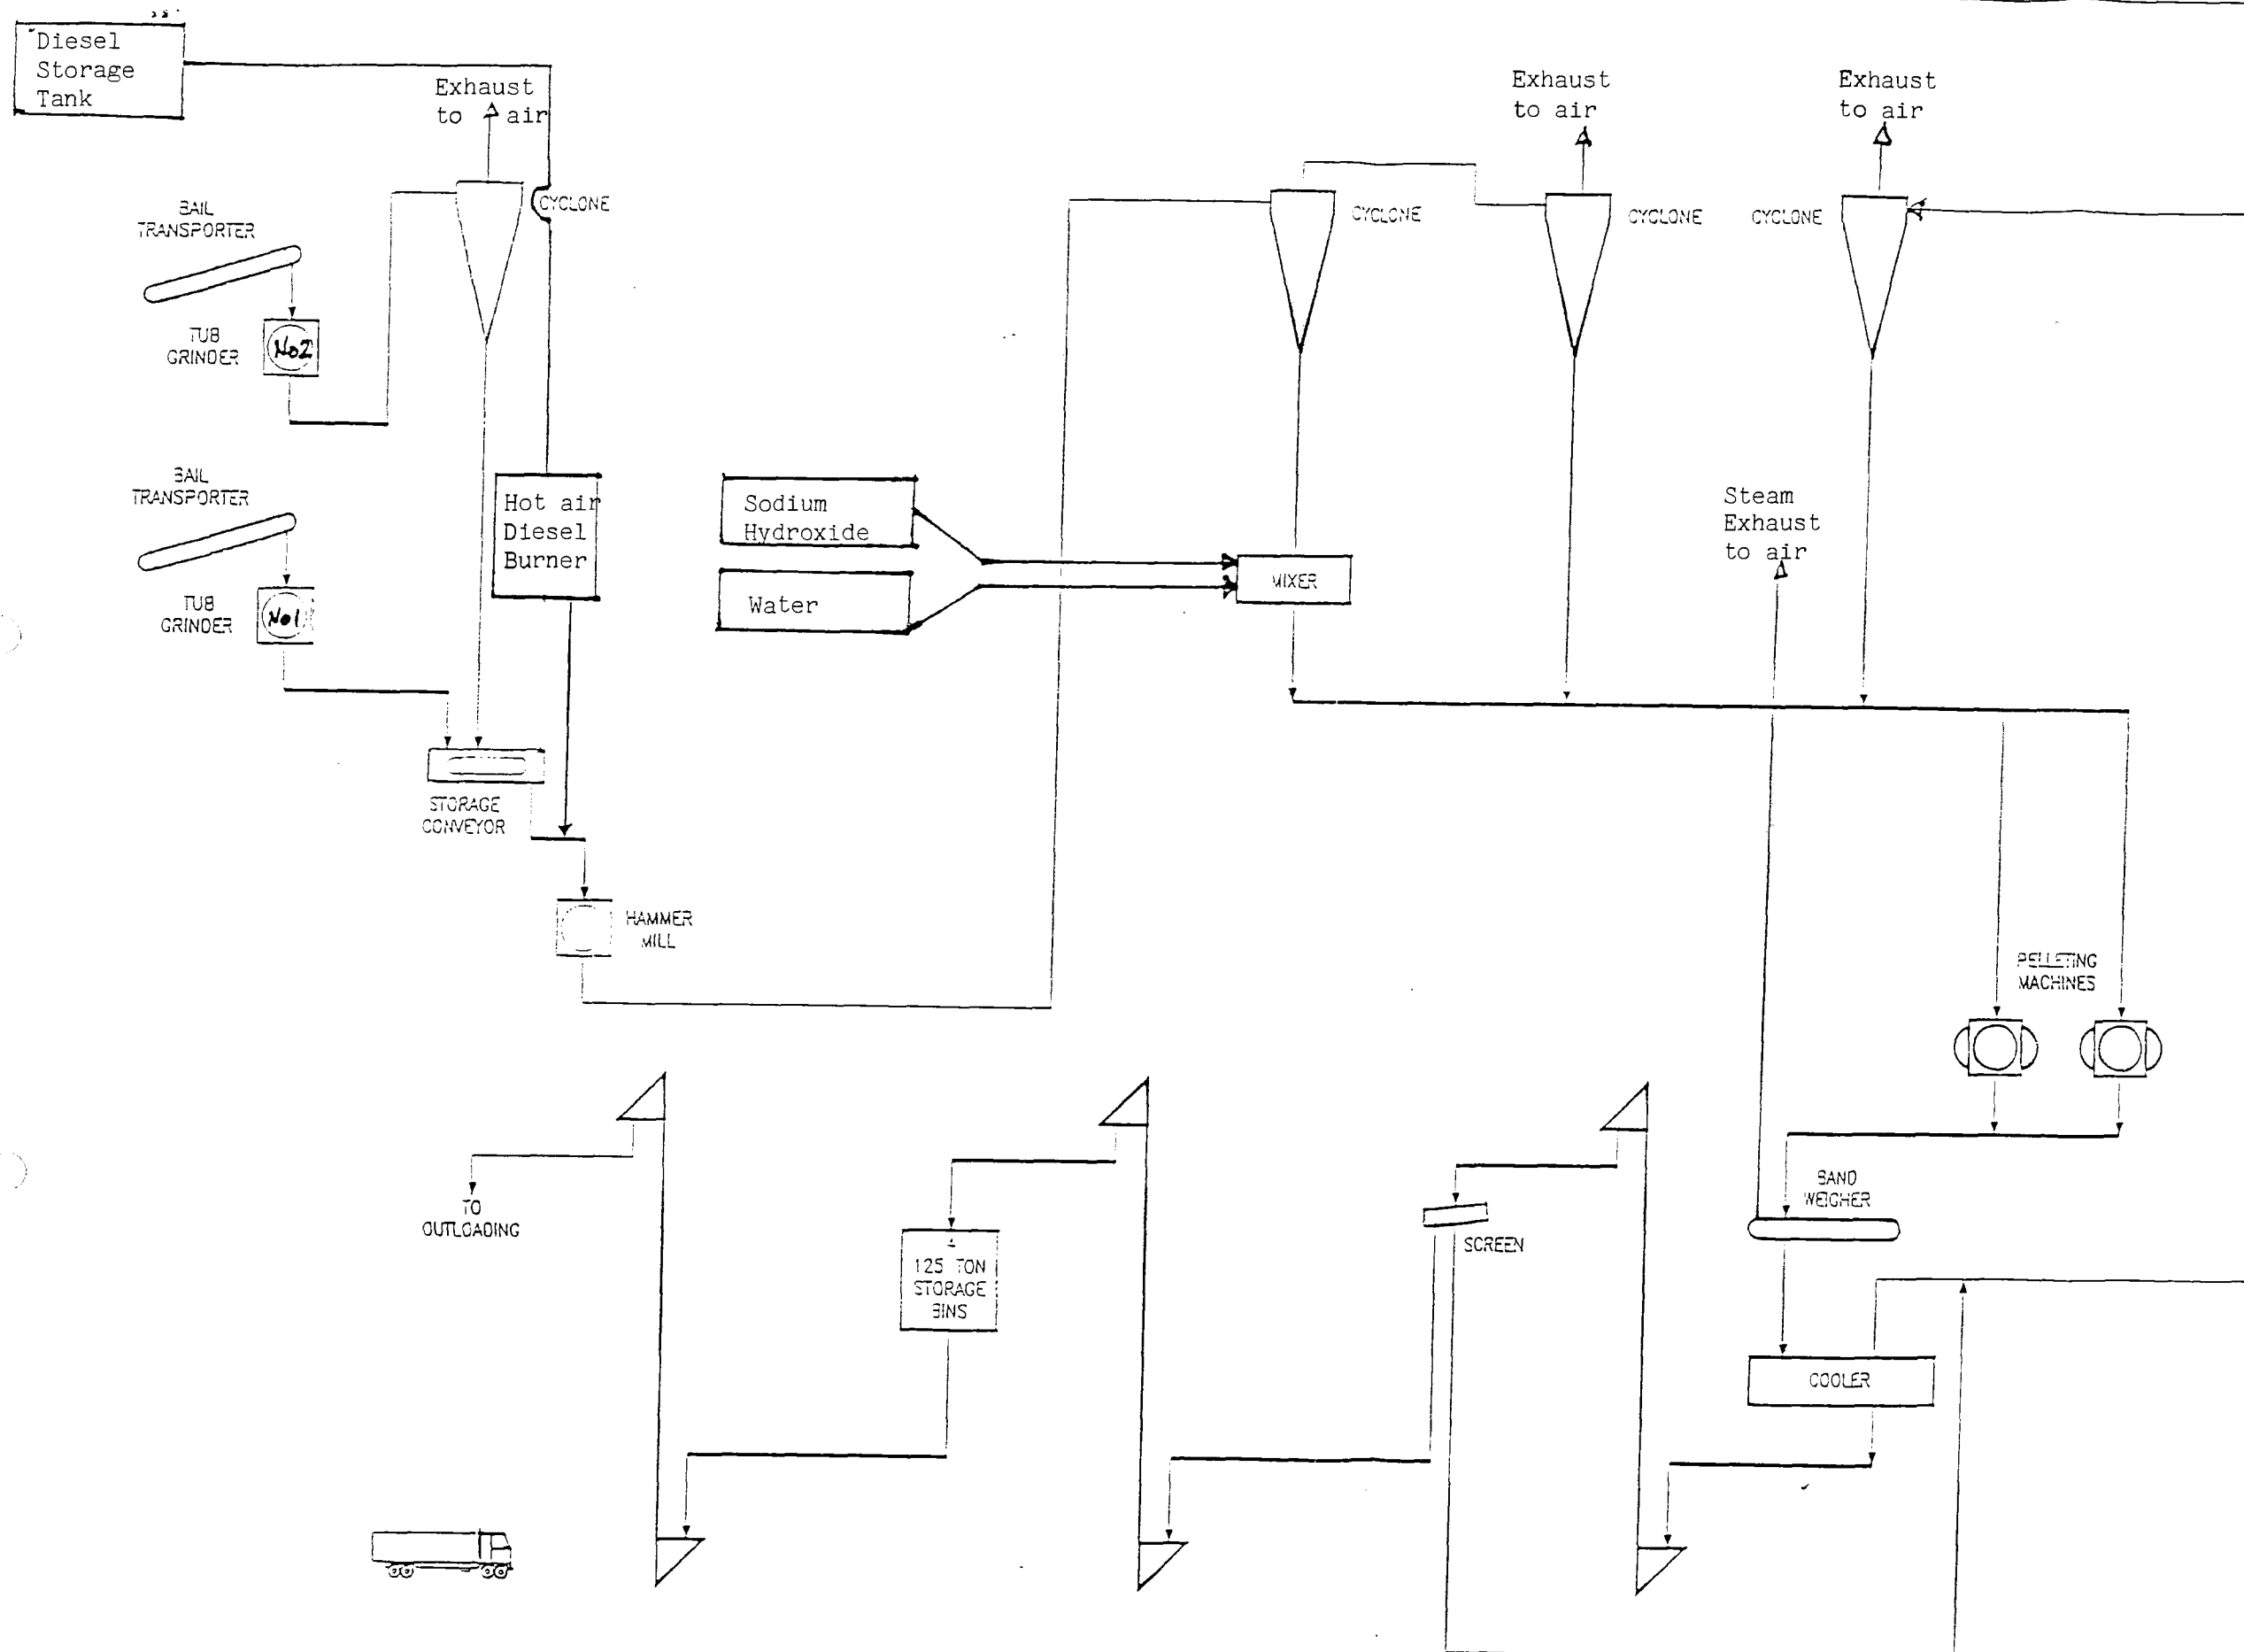 Diesel
Storage
Tank
Exhaust
to air
Exhaust
to air
Exhaust
to air
CYCLONE
CYCLONE
CYCLONE
CYCLONE
BAIL
TRANSPORTER
TUB
GRINDER
No2
BAIL
TRANSPORTER
Hot air
Diesel
Burner
Sodium
Hydroxide
Steam
Exhaust
to air
MIXER
Water
TUB
GRINDER
No1
STORAGE
CONVEYOR
HAMMER
MILL
PELLETING
MACHINES
BAND
WEIGHER
TO
OUTLOADING
SCREEN
125 TON
STORAGE
BINS
COOLER